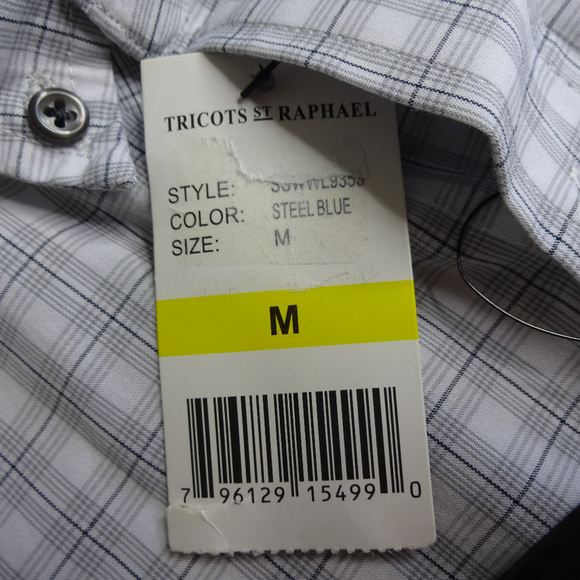 TRICOTS ST RAPHAEL
STYLE:
COLOR: STEEL BLUE
SIZE: M
M
7 96129 15499 0